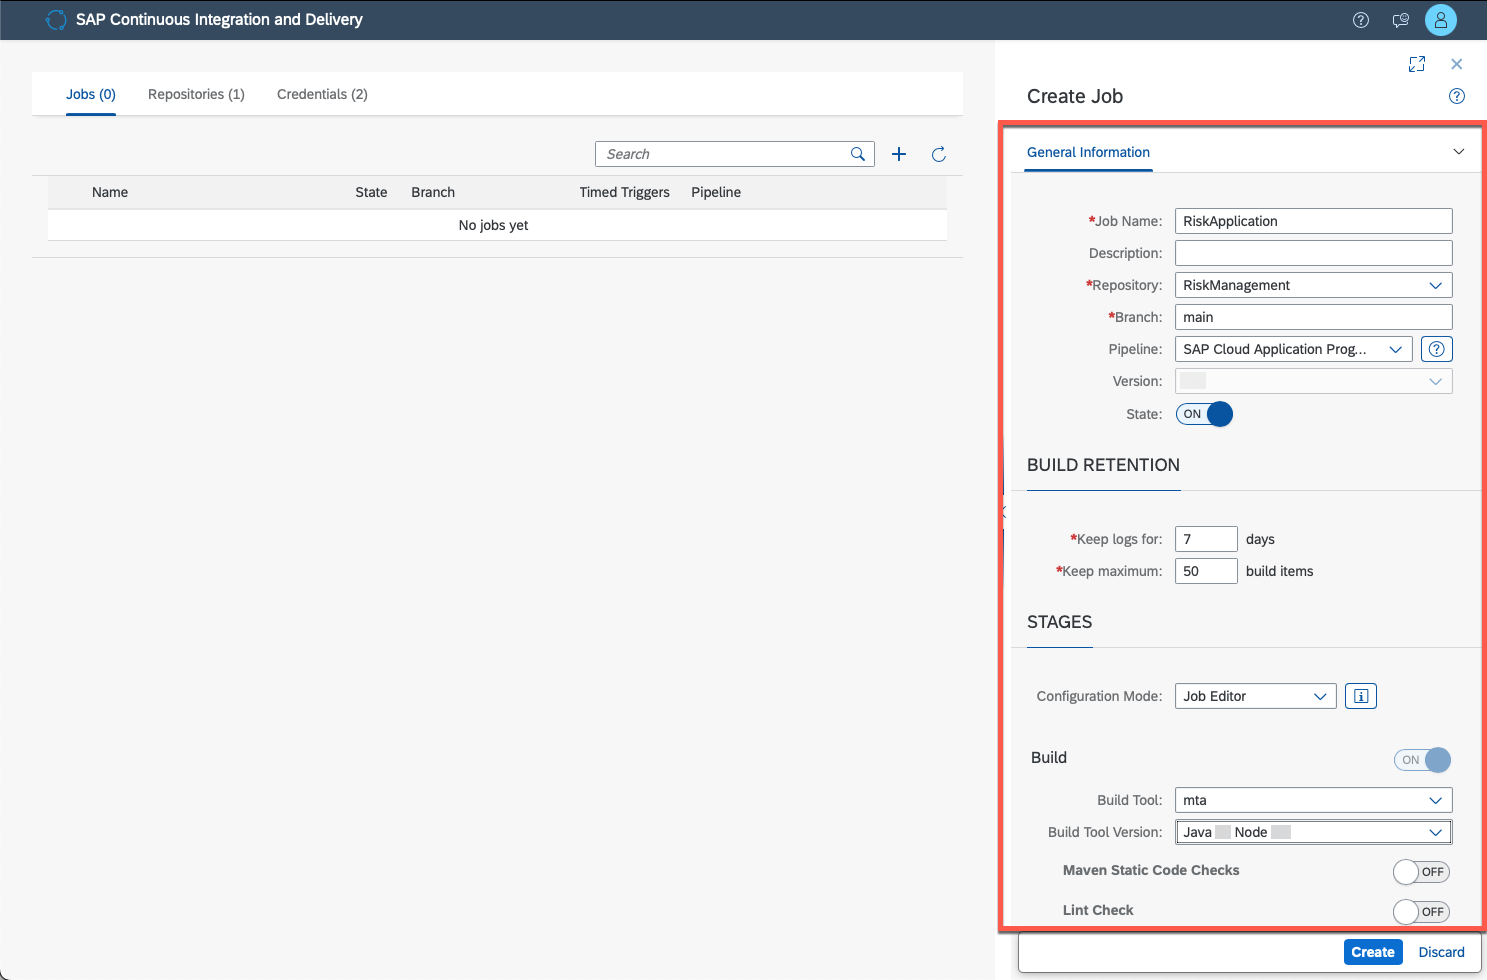 SAP Continuous Integration and Delivery
Jobs (0) Repositories (1) Credentials (2)
Search
Name State Branch Timed Triggers Pipeline
No jobs yet
Create Job
General Information
*Job Name: RiskApplication
Description:
*Repository: RiskManagement
*Branch: main
Pipeline: SAP Cloud Application Prog...
Version:
State: ON
BUILD RETENTION
*Keep logs for: 7 days
*Keep maximum: 50 build items
STAGES
Configuration Mode: Job Editor
Build ON
Build Tool: mta
Build Tool Version: Java Node
Maven Static Code Checks OFF
Lint Check OFF
Create Discard